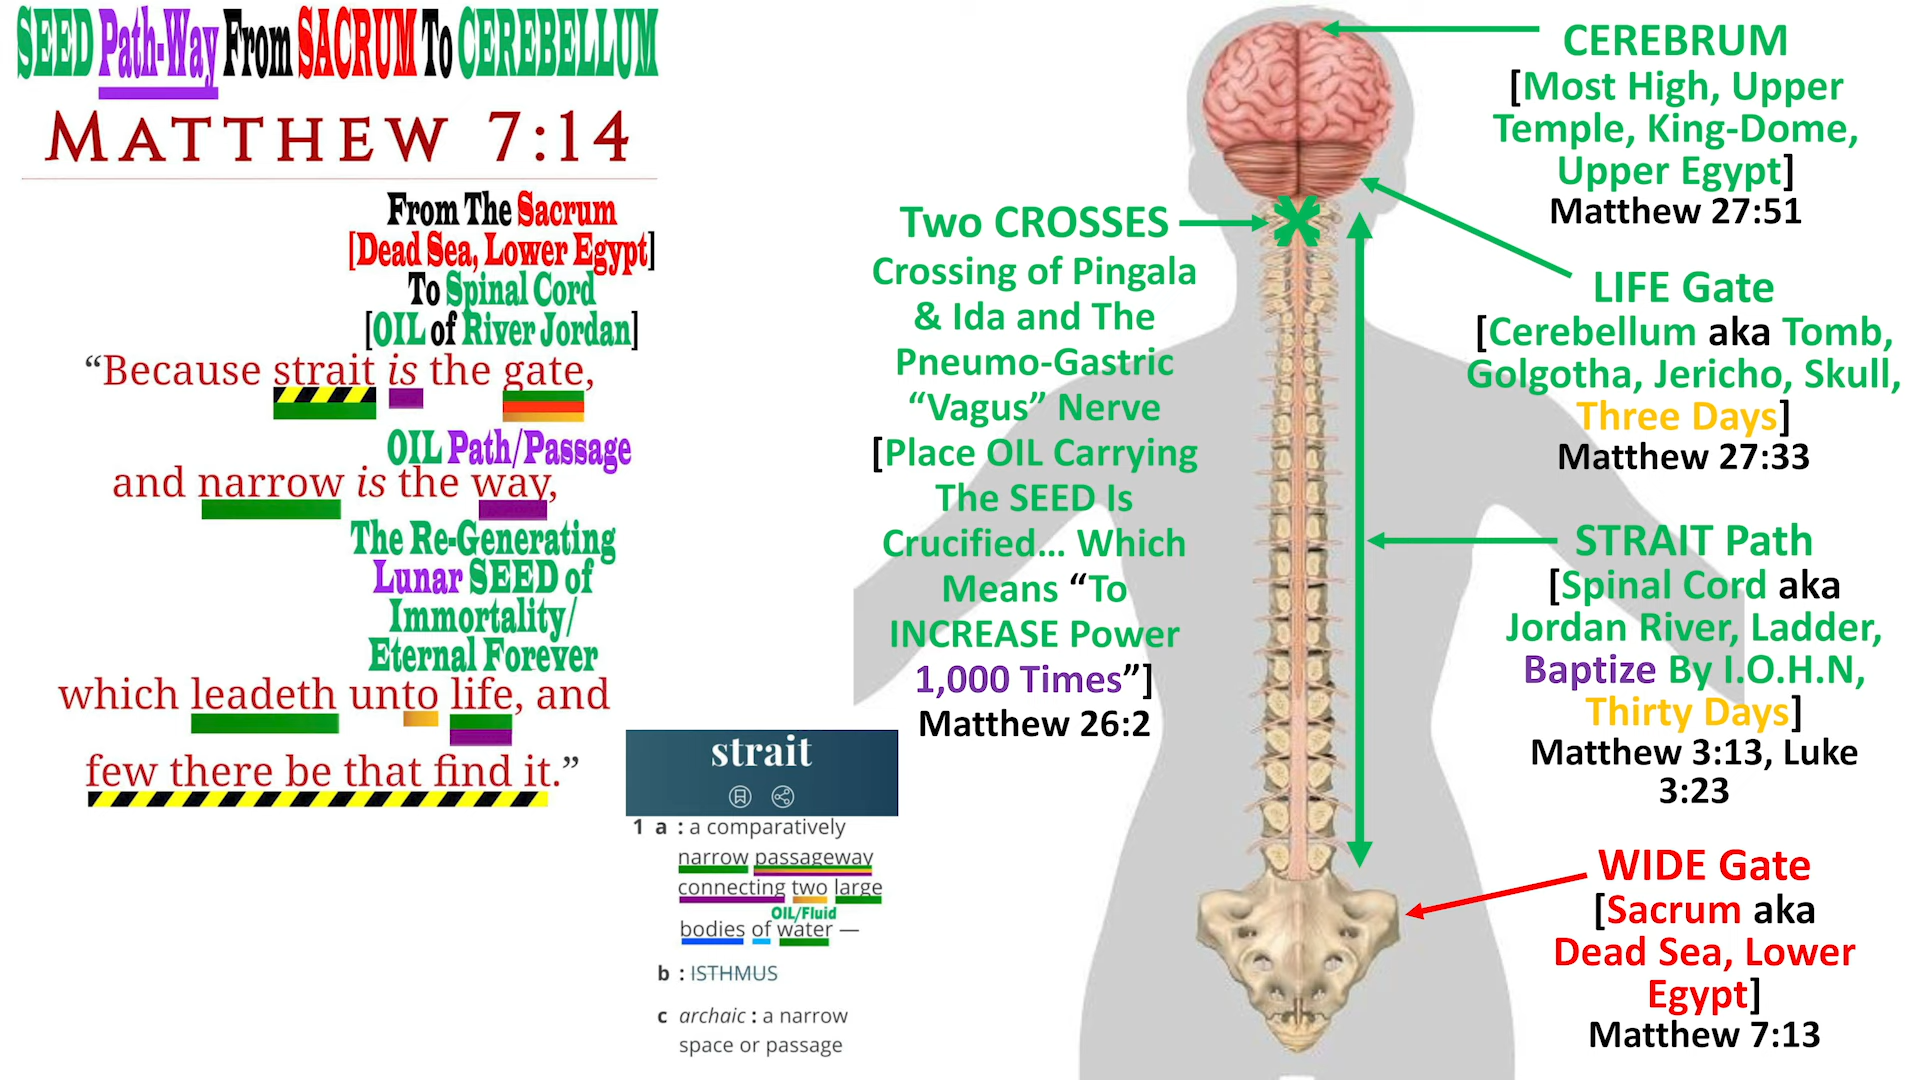 SEED Path-Way From SACRUM To CEREBELLUM
MATTHEW 7:14
From The Sacrum
[Dead Sea, Lower Egypt]
To Spinal Cord
[OIL of River Jordan]
“Because strait is the gate,
OIL Path/Passage
and narrow is the way,
The Re-Generating
Lunar SEED of
Immortality/
Eternal Forever
which leadeth unto life, and
few there be that find it.”
strait
1 a : a comparatively
narrow passageway
connecting two large
OIL/Fluid
bodies of water —
b : ISTHMUS
c archaic : a narrow
space or passage
Two CROSSES
Crossing of Pingala
& Ida and The
Pneumo-Gastric
“Vagus” Nerve
[Place OIL Carrying
The SEED Is
Crucified... Which
Means “To
INCREASE Power
1,000 Times”]
Matthew 26:2
CEREBRUM
[Most High, Upper
Temple, King-Dome,
Upper Egypt]
Matthew 27:51
LIFE Gate
[Cerebellum aka Tomb,
Golgotha, Jericho, Skull,
Three Days]
Matthew 27:33
STRAIT Path
[Spinal Cord aka
Jordan River, Ladder,
Baptize By I.O.H.N,
Thirty Days]
Matthew 3:13, Luke
3:23
WIDE Gate
[Sacrum aka
Dead Sea, Lower
Egypt]
Matthew 7:13